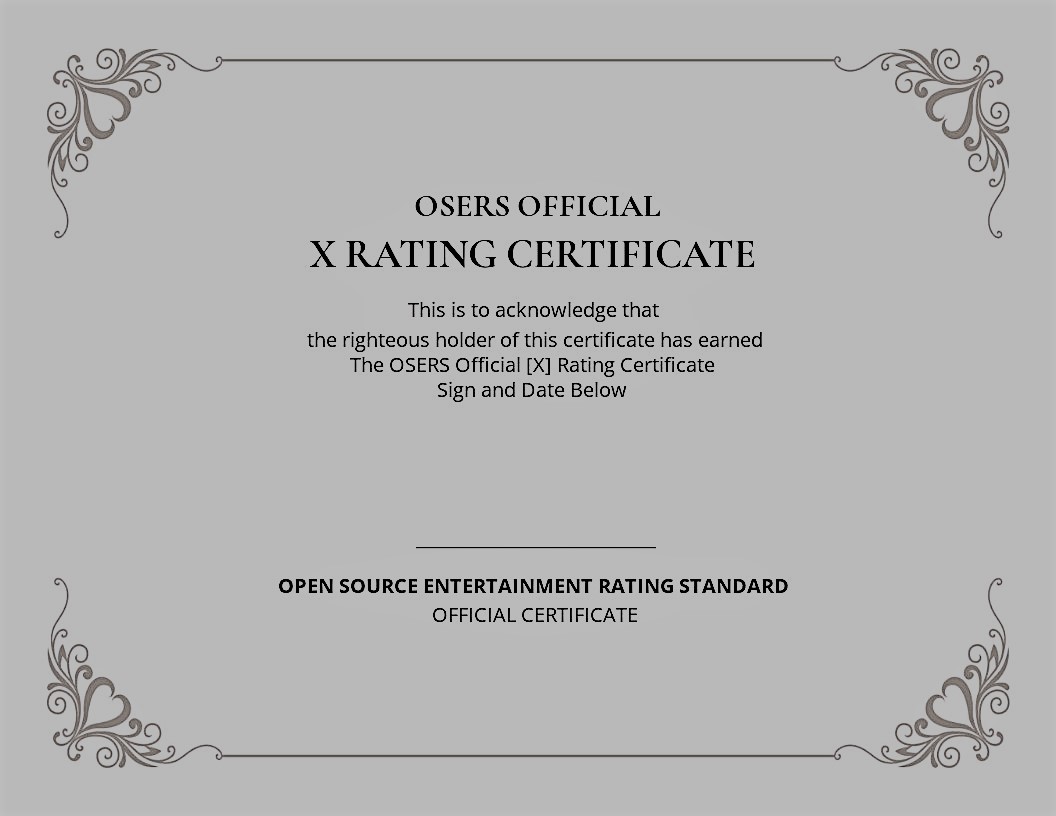 OSERS OFFICIAL
X RATING CERTIFICATE
This is to acknowledge that
the righteous holder of this certificate has earned
The OSERS Official [X] Rating Certificate
Sign and Date Below
OPEN SOURCE ENTERTAINMENT RATING STANDARD
OFFICIAL CERTIFICATE